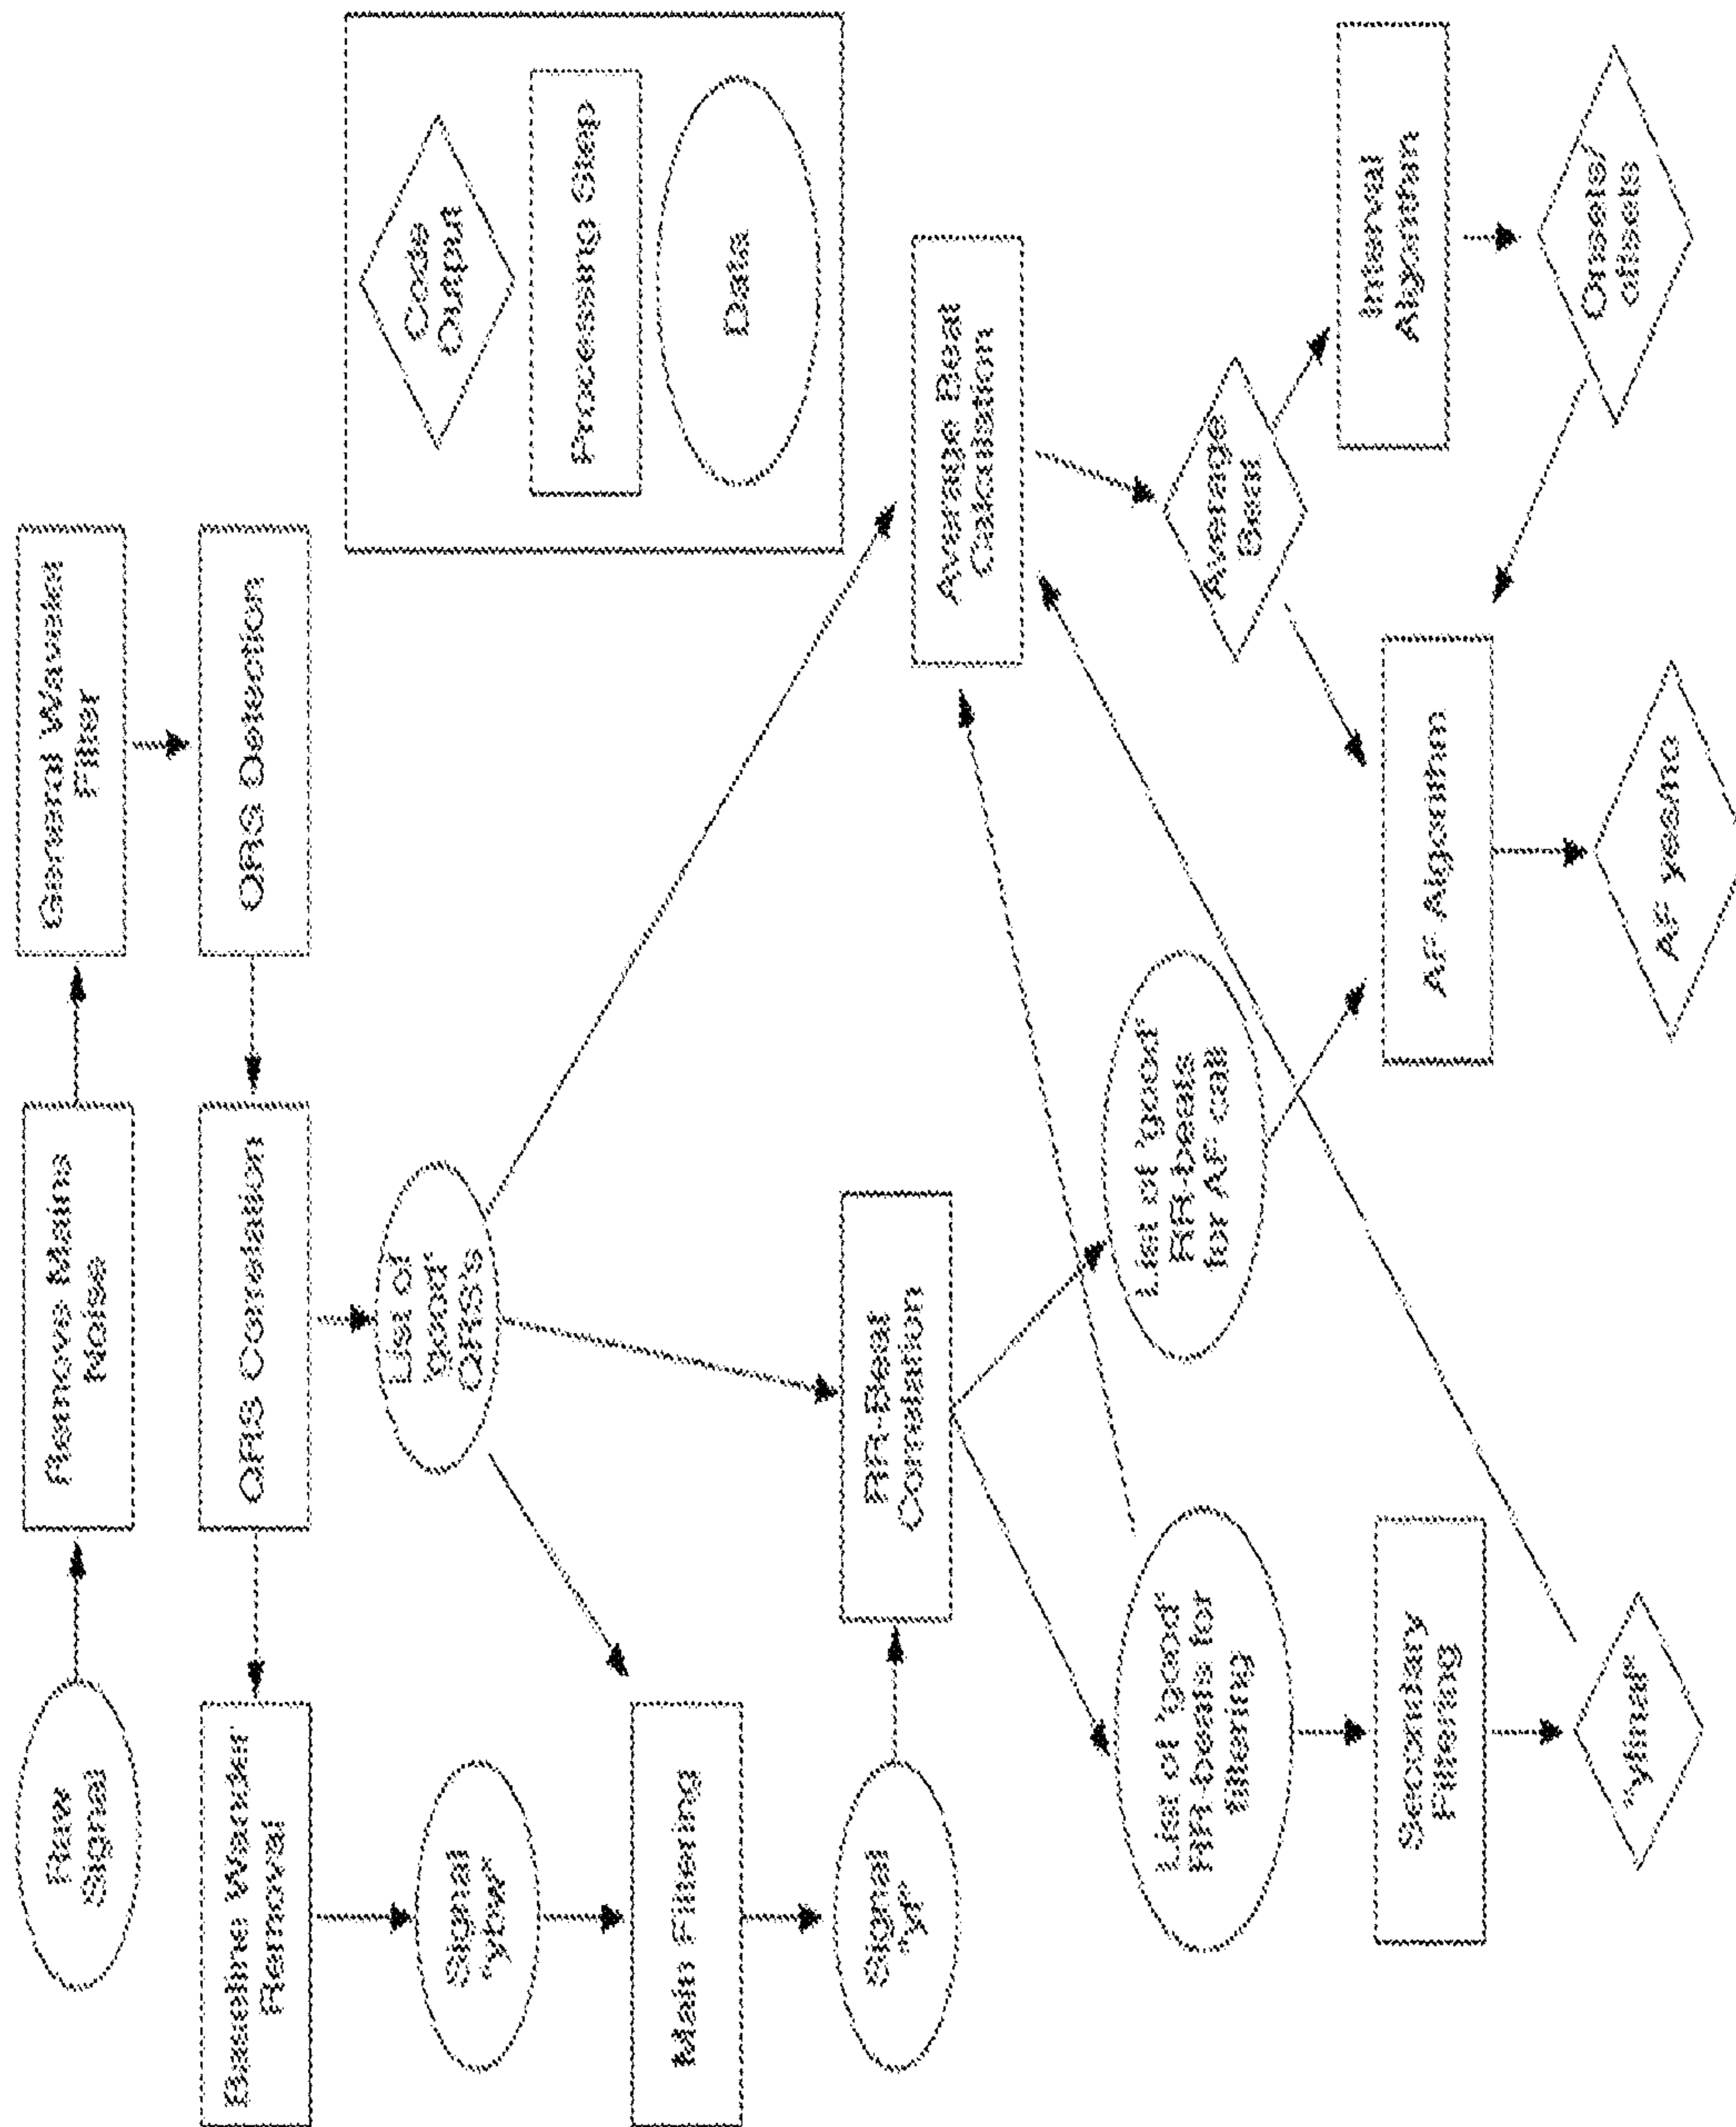 Raw
Signal
Remove Mains
Noise
General Wavelet
Filter
Baseline Wander
Removal
QRS Correlation
QRS Detection
Signal
"ybw"
List of
"good"
QRS's
Code
Output
Processing Step
Data
Main Filtering
Signal
"yf"
RR-Beat
Correlation
Average Beat
Calculation
List of "good"
RR-beats for
filtering
List of "good"
RR-beats
for AF call
Average
Beat
Secondary
Filtering
AF Algorithm
Interval
Algorithm
"yfinal"
AF yes/no
Onsets/
offsets